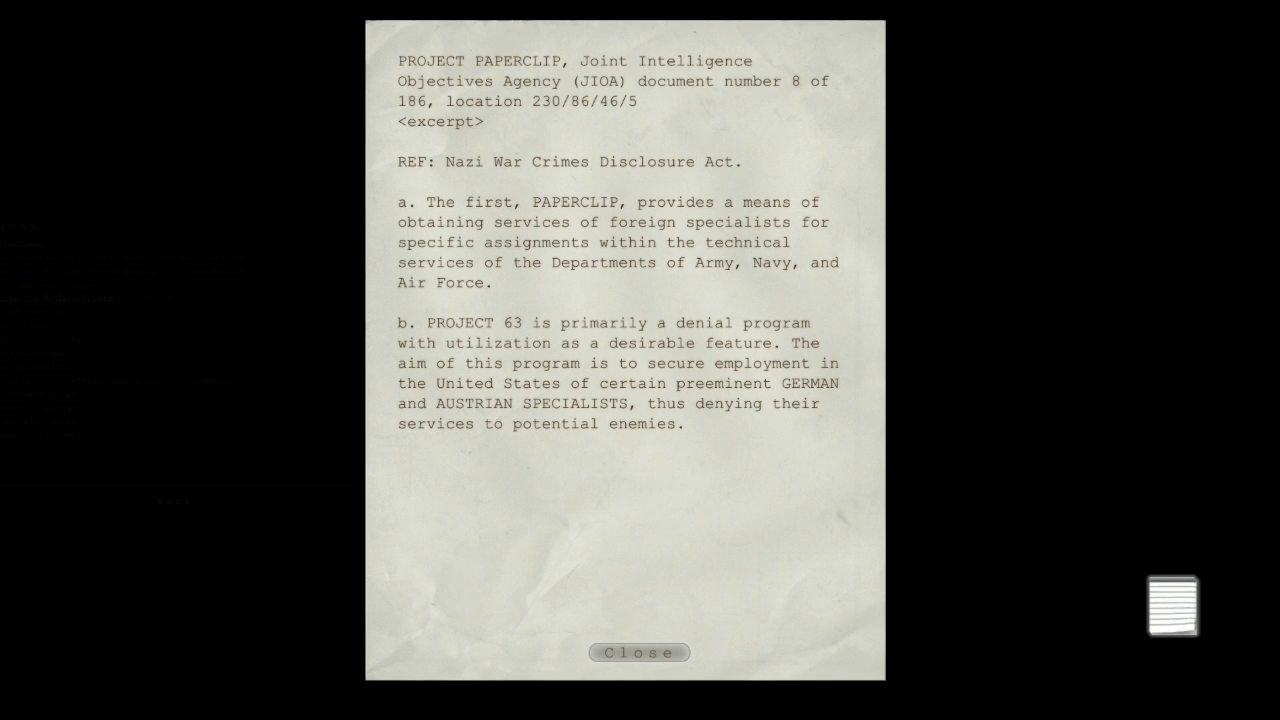 PROJECT PAPERCLIP, Joint Intelligence
Objectives Agency (JIOA) document number 8 of
186, location 230/86/46/5
<excerpt>
REF: Nazi War Crimes Disclosure Act.
a. The first, PAPERCLIP, provides a means of
obtaining services of foreign specialists for
specific assignments within the technical
services of the Departments of Army, Navy, and
Air Force.
b. PROJECT 63 is primarily a denial program
with utilization as a desirable feature. The
aim of this program is to secure employment in
the United States of certain preeminent GERMAN
and AUSTRIAN SPECIALISTS, thus denying their
services to potential enemies.
Close